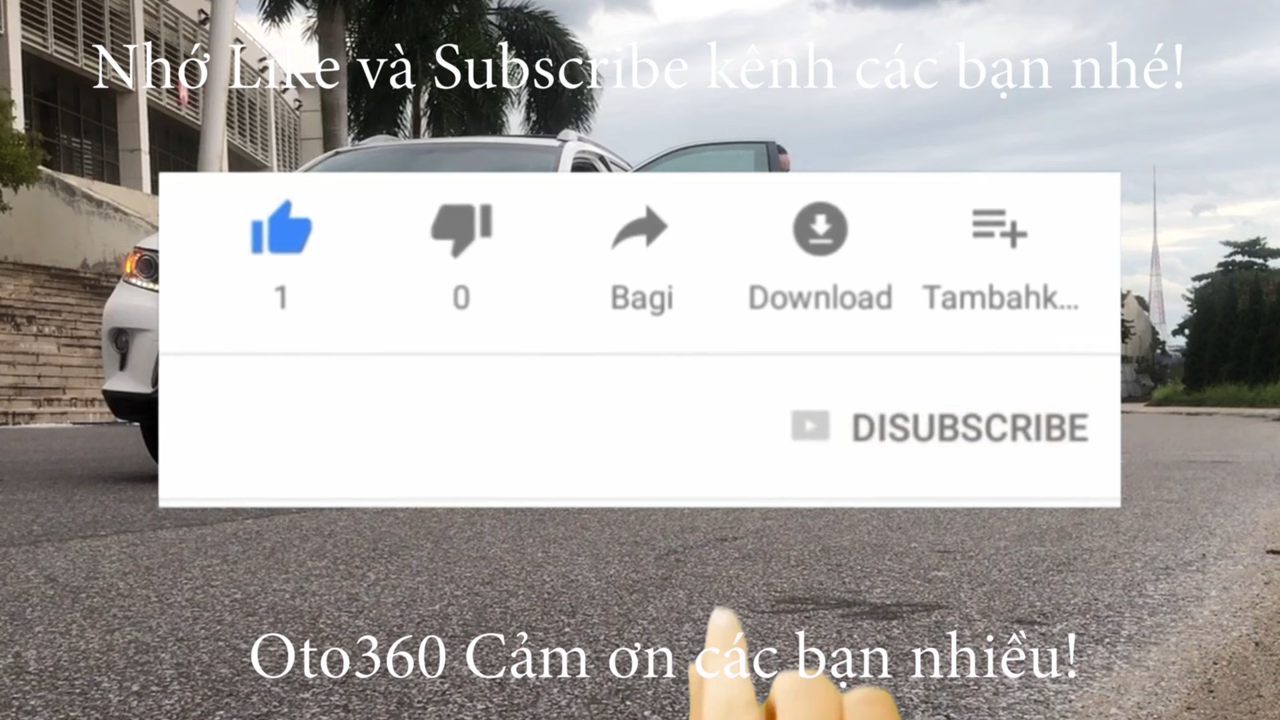 Nhớ Like và Subscribe kênh các bạn nhé!
1 0 Bagi Download Tambahk...
DISUBSCRIBE
Oto360 Cảm ơn các bạn nhiều!